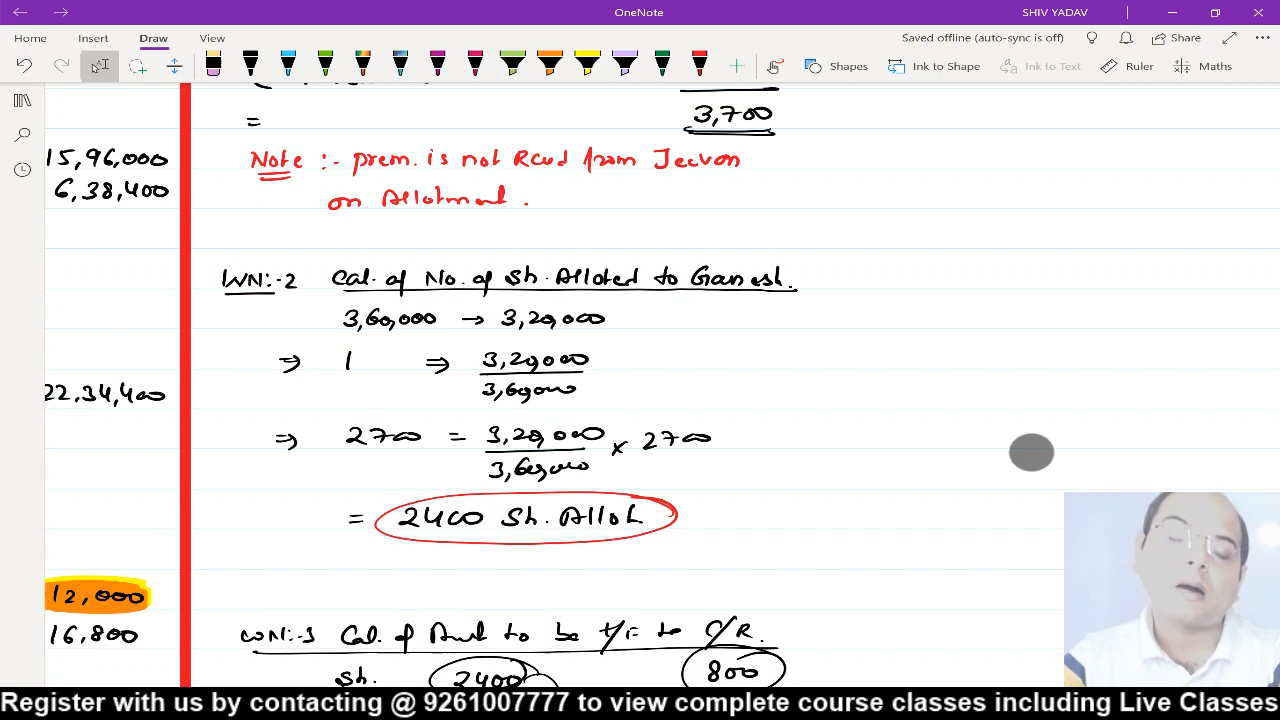 OneNote
SHIV YADAV
Home Insert Draw View
Saved offline (auto-sync is off)
Share
Shapes
Ink to Shape
Ink to Text
Ruler
Maths
= 3,700
15,96,000
6,38,400
Note :- prem. is not Rcvd from Jeevan
on Allotment.
WN:-2 Cal. of No. of Sh. Alloted to Ganesh.
3,60,000 → 3,20,000
⇒ 1 ⇒ 3,20,000
3,60,000
22,34,400
⇒ 2700 = 3,20,000 × 2700
3,60,000
= 2400 Sh. Allot
12,000
16,800
WN:-3 Cal. of Amt to be t/f to C/R.
Sh. 2400 800
Register with us by contacting @ 9261007777 to view complete course classes including Live Classes